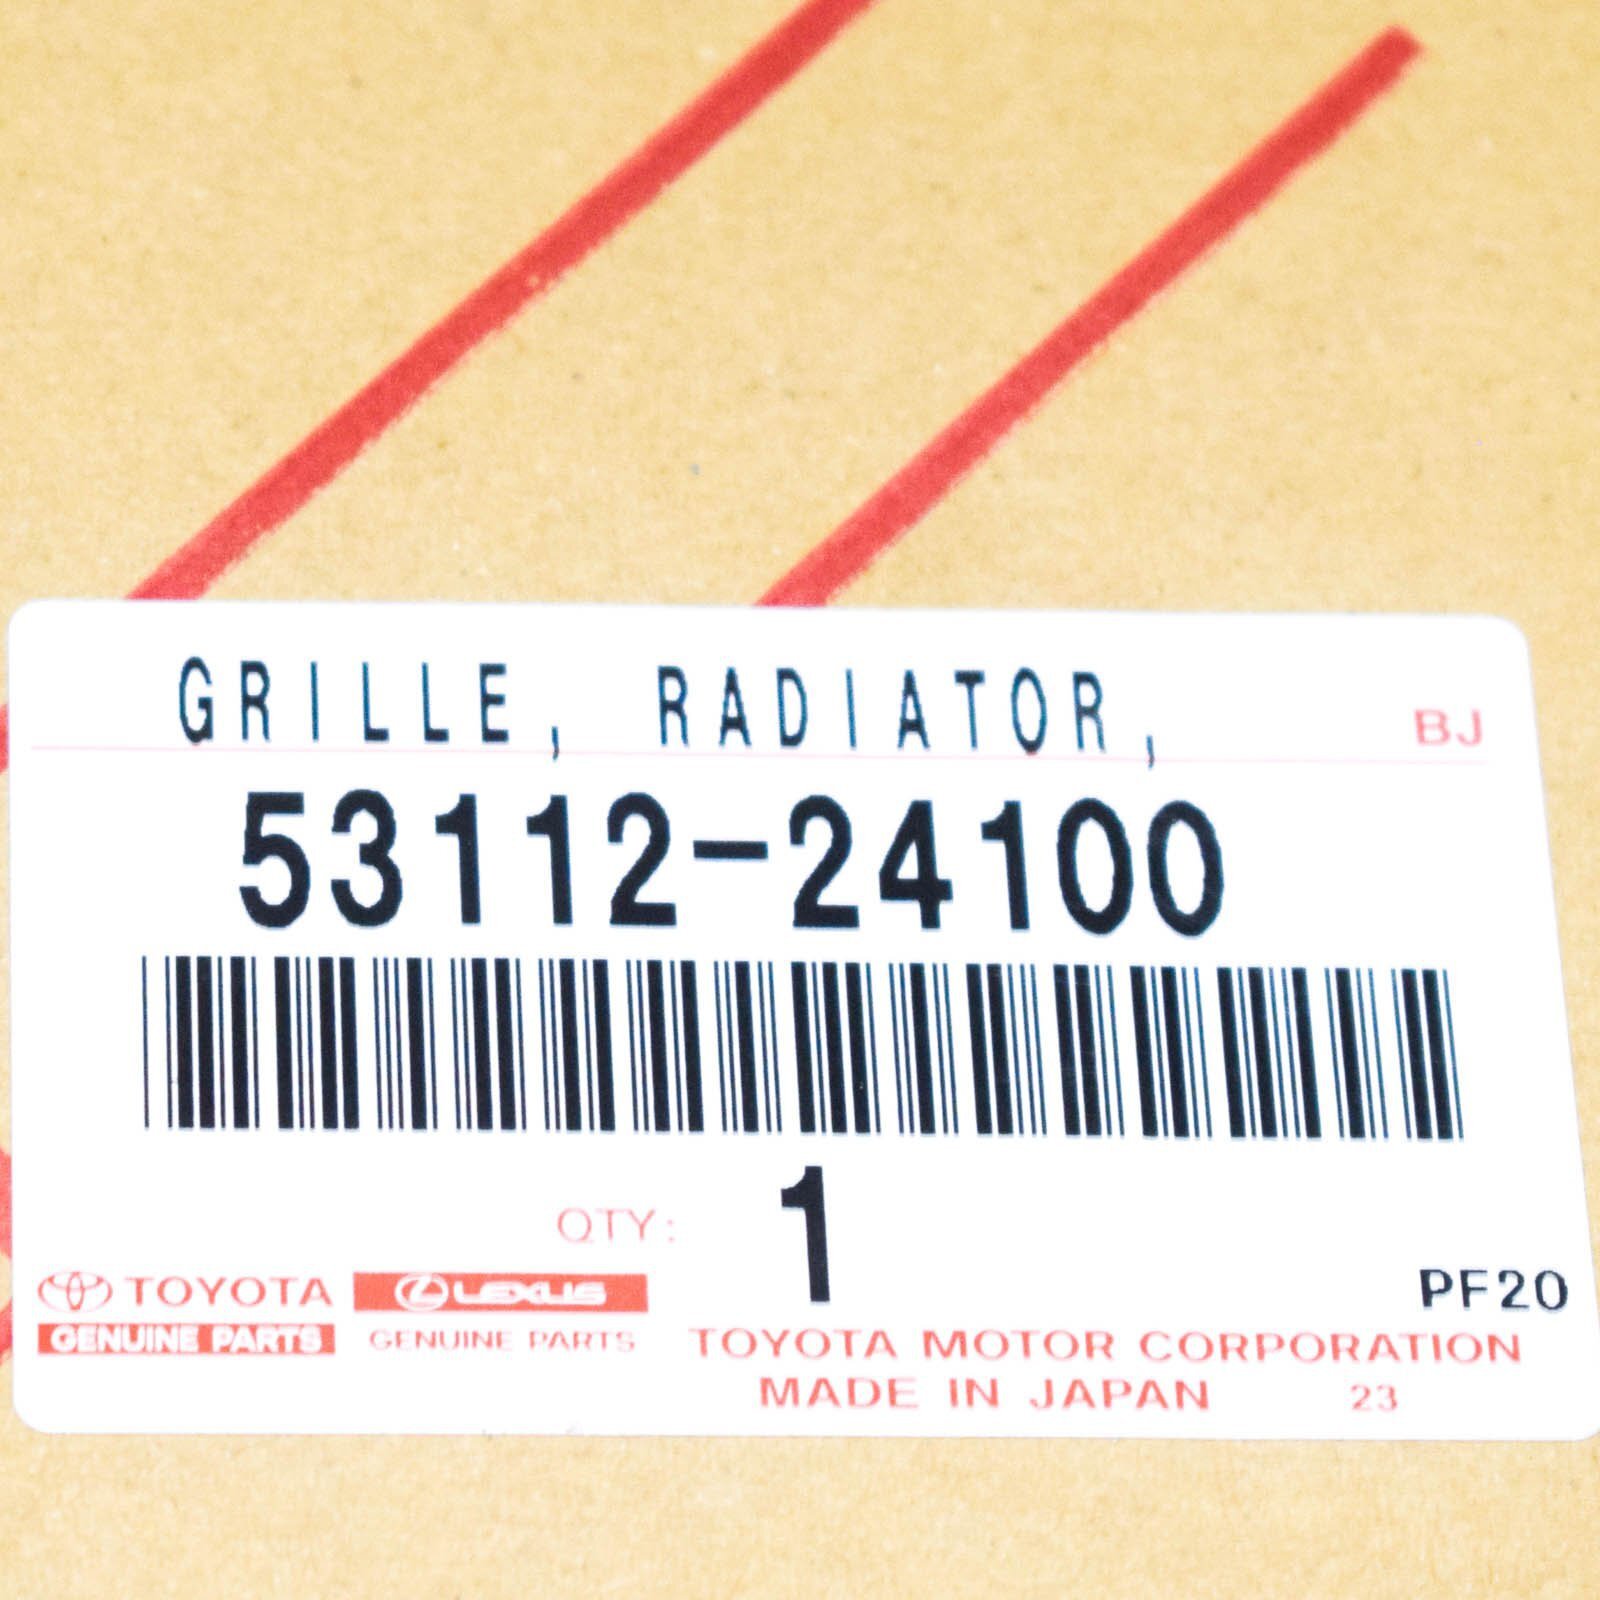 GRILLE, RADIATOR,
BJ
53112-24100
QTY: 1
PF20
TOYOTA
GENUINE PARTS
LEXUS
GENUINE PARTS
TOYOTA MOTOR CORPORATION
MADE IN JAPAN 23